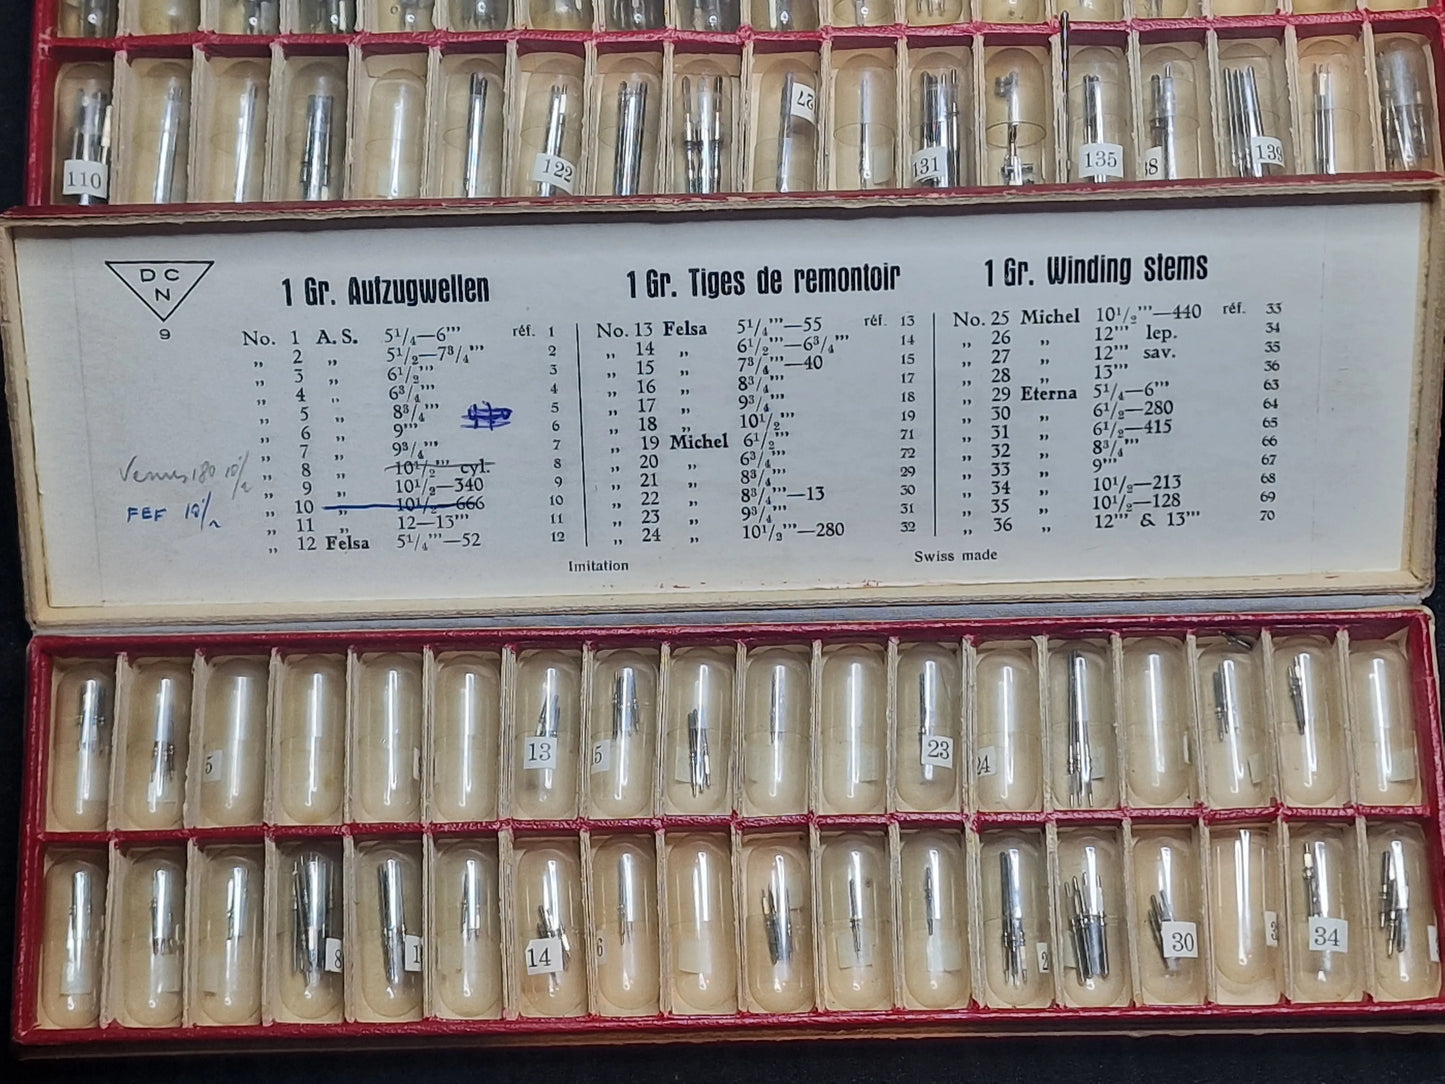 27
110
122
131
135
38
139
D C
N
9
1 Gr. Aufzugwellen
No. 1 A. S. 5¹/₄—6''' réf. 1
„ 2 „ 5¹/₂—7³/₄''' 2
„ 3 „ 6¹/₂''' 3
„ 4 „ 6³/₄''' 4
„ 5 „ 8³/₄''' 5
„ 6 „ 9''' 6
„ 7 „ 9³/₄''' 7
„ 8 „ 10¹/₂''' cyl. 8
„ 9 „ 10¹/₂—340 9
„ 10 „ 10¹/₂—666 10
„ 11 „ 12—13''' 11
„ 12 Felsa 5¹/₄'''—52 12
Venus 180 10½
FEF 10½
1 Gr. Tiges de remontoir
No. 13 Felsa 5¹/₄'''—55 réf. 13
„ 14 „ 6¹/₂'''—6³/₄''' 14
„ 15 „ 7³/₄'''—40 15
„ 16 „ 8³/₄''' 17
„ 17 „ 9³/₄''' 18
„ 18 „ 10¹/₂''' 19
„ 19 Michel 6¹/₂''' 71
„ 20 „ 6³/₄''' 72
„ 21 „ 8³/₄''' 29
„ 22 „ 8³/₄'''—13 30
„ 23 „ 9³/₄''' 31
„ 24 „ 10¹/₂'''—280 32
1 Gr. Winding stems
No. 25 Michel 10¹/₂'''—440 réf. 33
„ 26 „ 12''' lep. 34
„ 27 „ 12''' sav. 35
„ 28 „ 13''' 36
„ 29 Eterna 5¹/₄—6''' 63
„ 30 „ 6¹/₂—280 64
„ 31 „ 6¹/₂—415 65
„ 32 „ 8³/₄''' 66
„ 33 „ 9''' 67
„ 34 „ 10¹/₂—213 68
„ 35 „ 10¹/₂—128 69
„ 36 „ 12''' & 13''' 70
Imitation
Swiss made
5
13
15
23
24
8
14
30
34